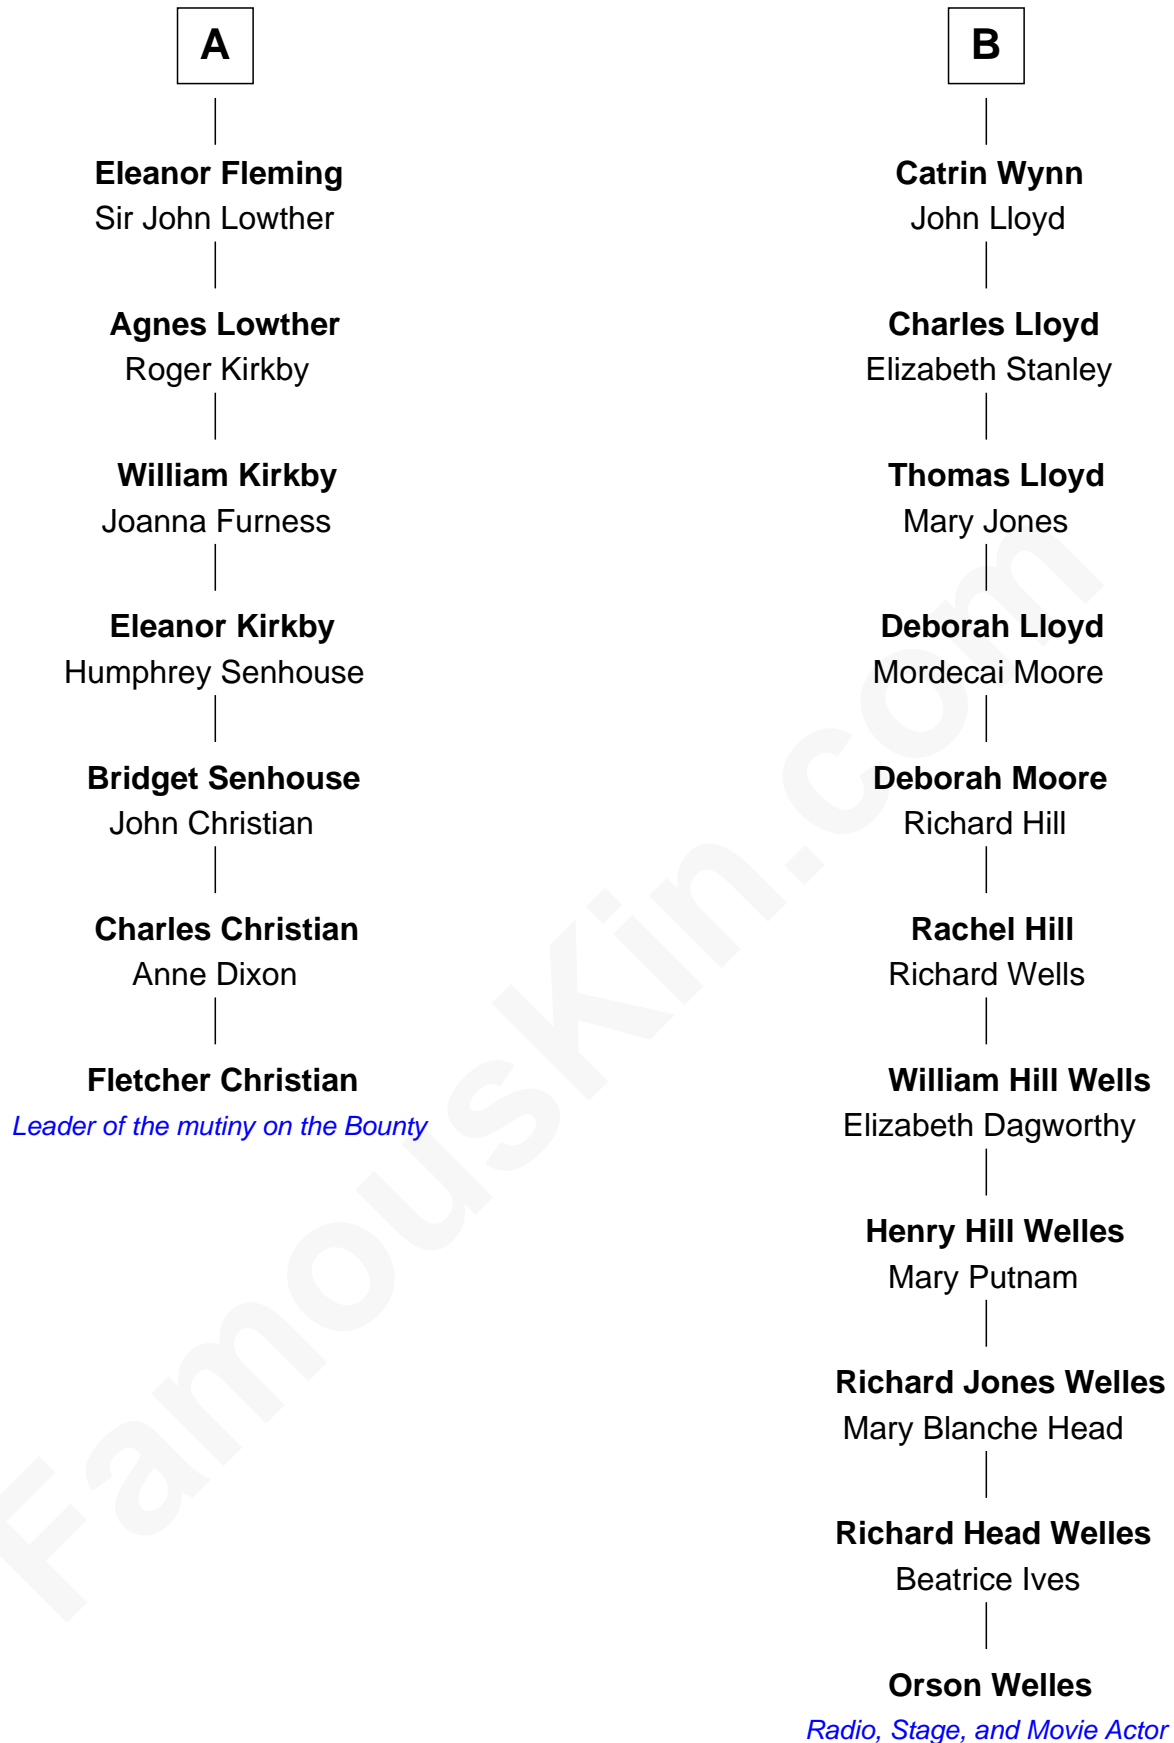 A
Eleanor Fleming
Sir John Lowther
Agnes Lowther
Roger Kirkby
William Kirkby
Joanna Furness
Eleanor Kirkby
Humphrey Senhouse
Bridget Senhouse
John Christian
Charles Christian
Anne Dixon
Fletcher Christian
Leader of the mutiny on the Bounty
B
Catrin Wynn
John Lloyd
Charles Lloyd
Elizabeth Stanley
Thomas Lloyd
Mary Jones
Deborah Lloyd
Mordecai Moore
Deborah Moore
Richard Hill
Rachel Hill
Richard Wells
William Hill Wells
Elizabeth Dagworthy
Henry Hill Welles
Mary Putnam
Richard Jones Welles
Mary Blanche Head
Richard Head Welles
Beatrice Ives
Orson Welles
Radio, Stage, and Movie Actor
FamousKin.com